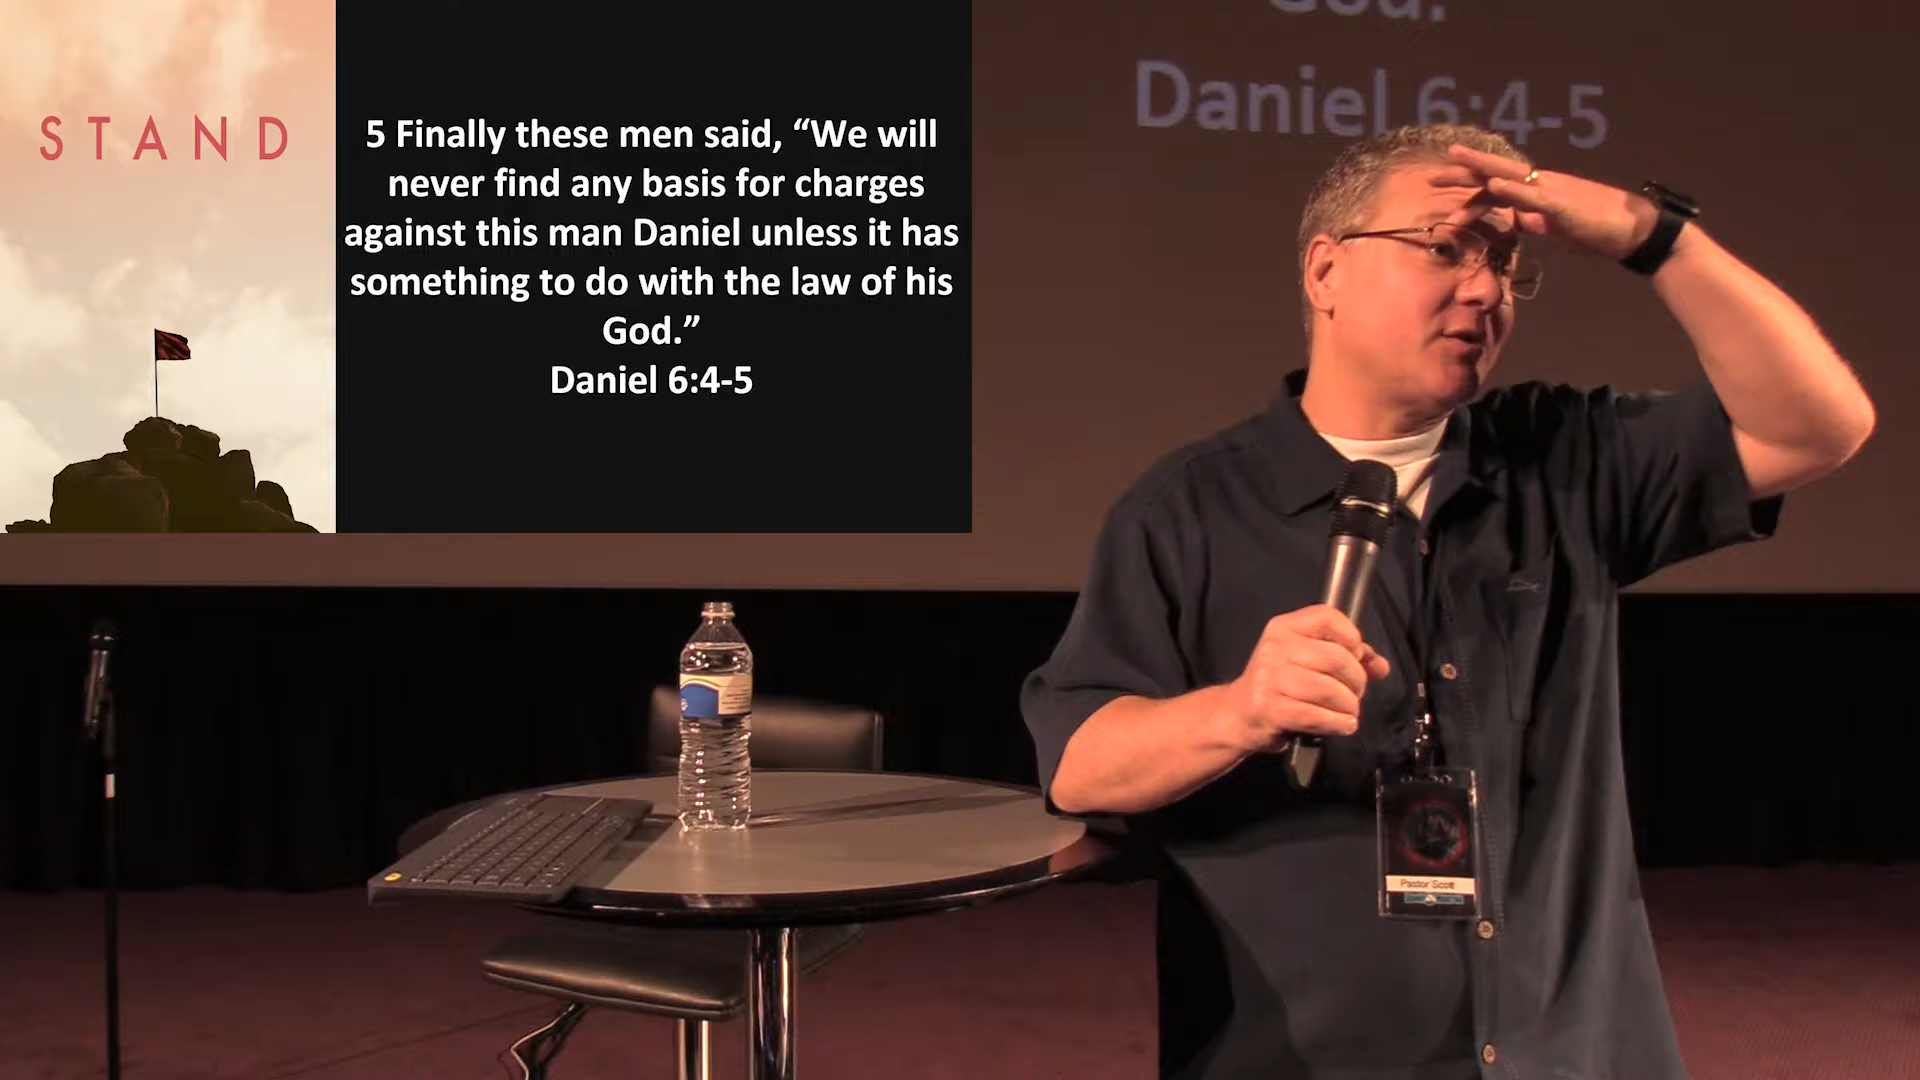 STAND
5 Finally these men said, “We will
never find any basis for charges
against this man Daniel unless it has
something to do with the law of his
God.”
Daniel 6:4-5
God.
Daniel 6:4-5
Pastor Scott